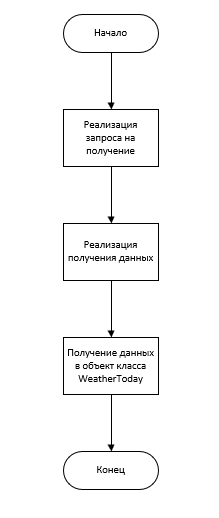 Начало
Реализация
запроса на
получение
Реализация
получения данных
Получение данных
в объект класса
WeatherToday
Конец